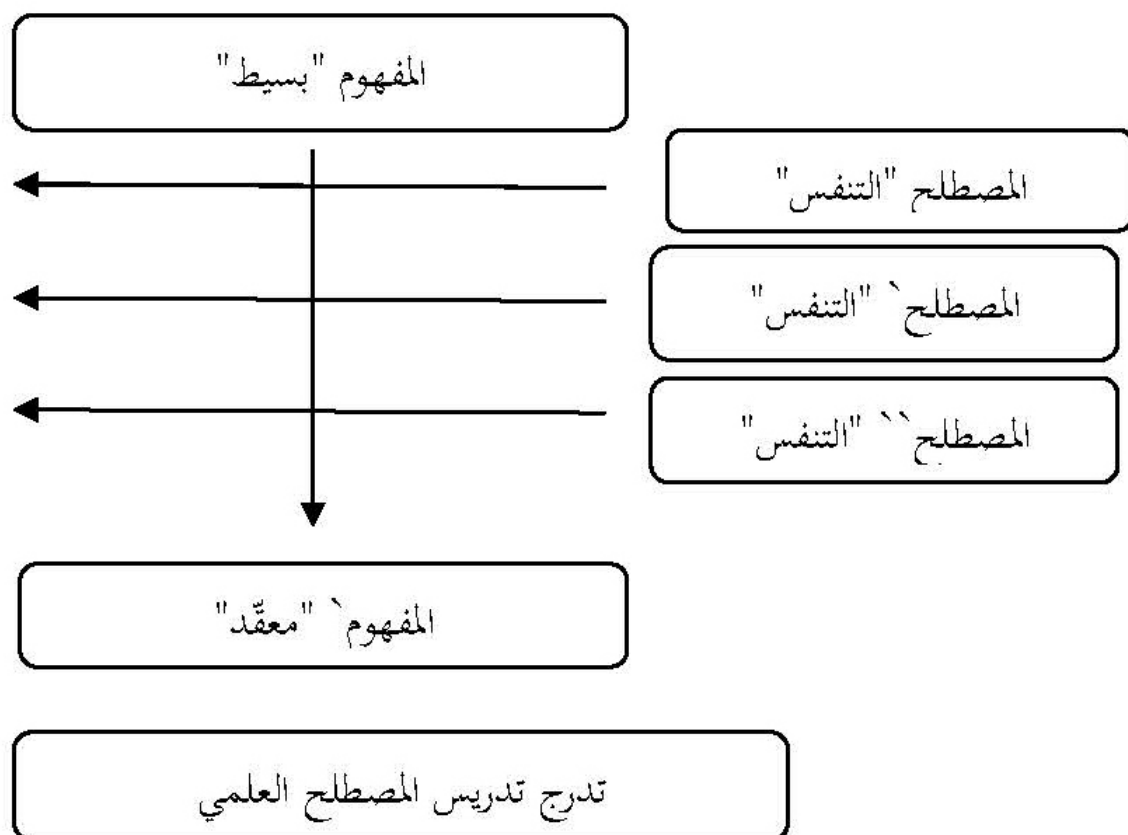 المفهوم "بسيط"
المصطلح "التنفس"
المصطلح` "التنفس"
المصطلح`` "التنفس"
المفهوم` "معقّد"
تدرج تدريس المصطلح العلمي